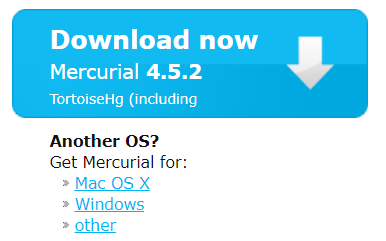 Download now
Mercurial 4.5.2
TortoiseHg (including
Another OS?
Get Mercurial for:
» Mac OS X
» Windows
» other